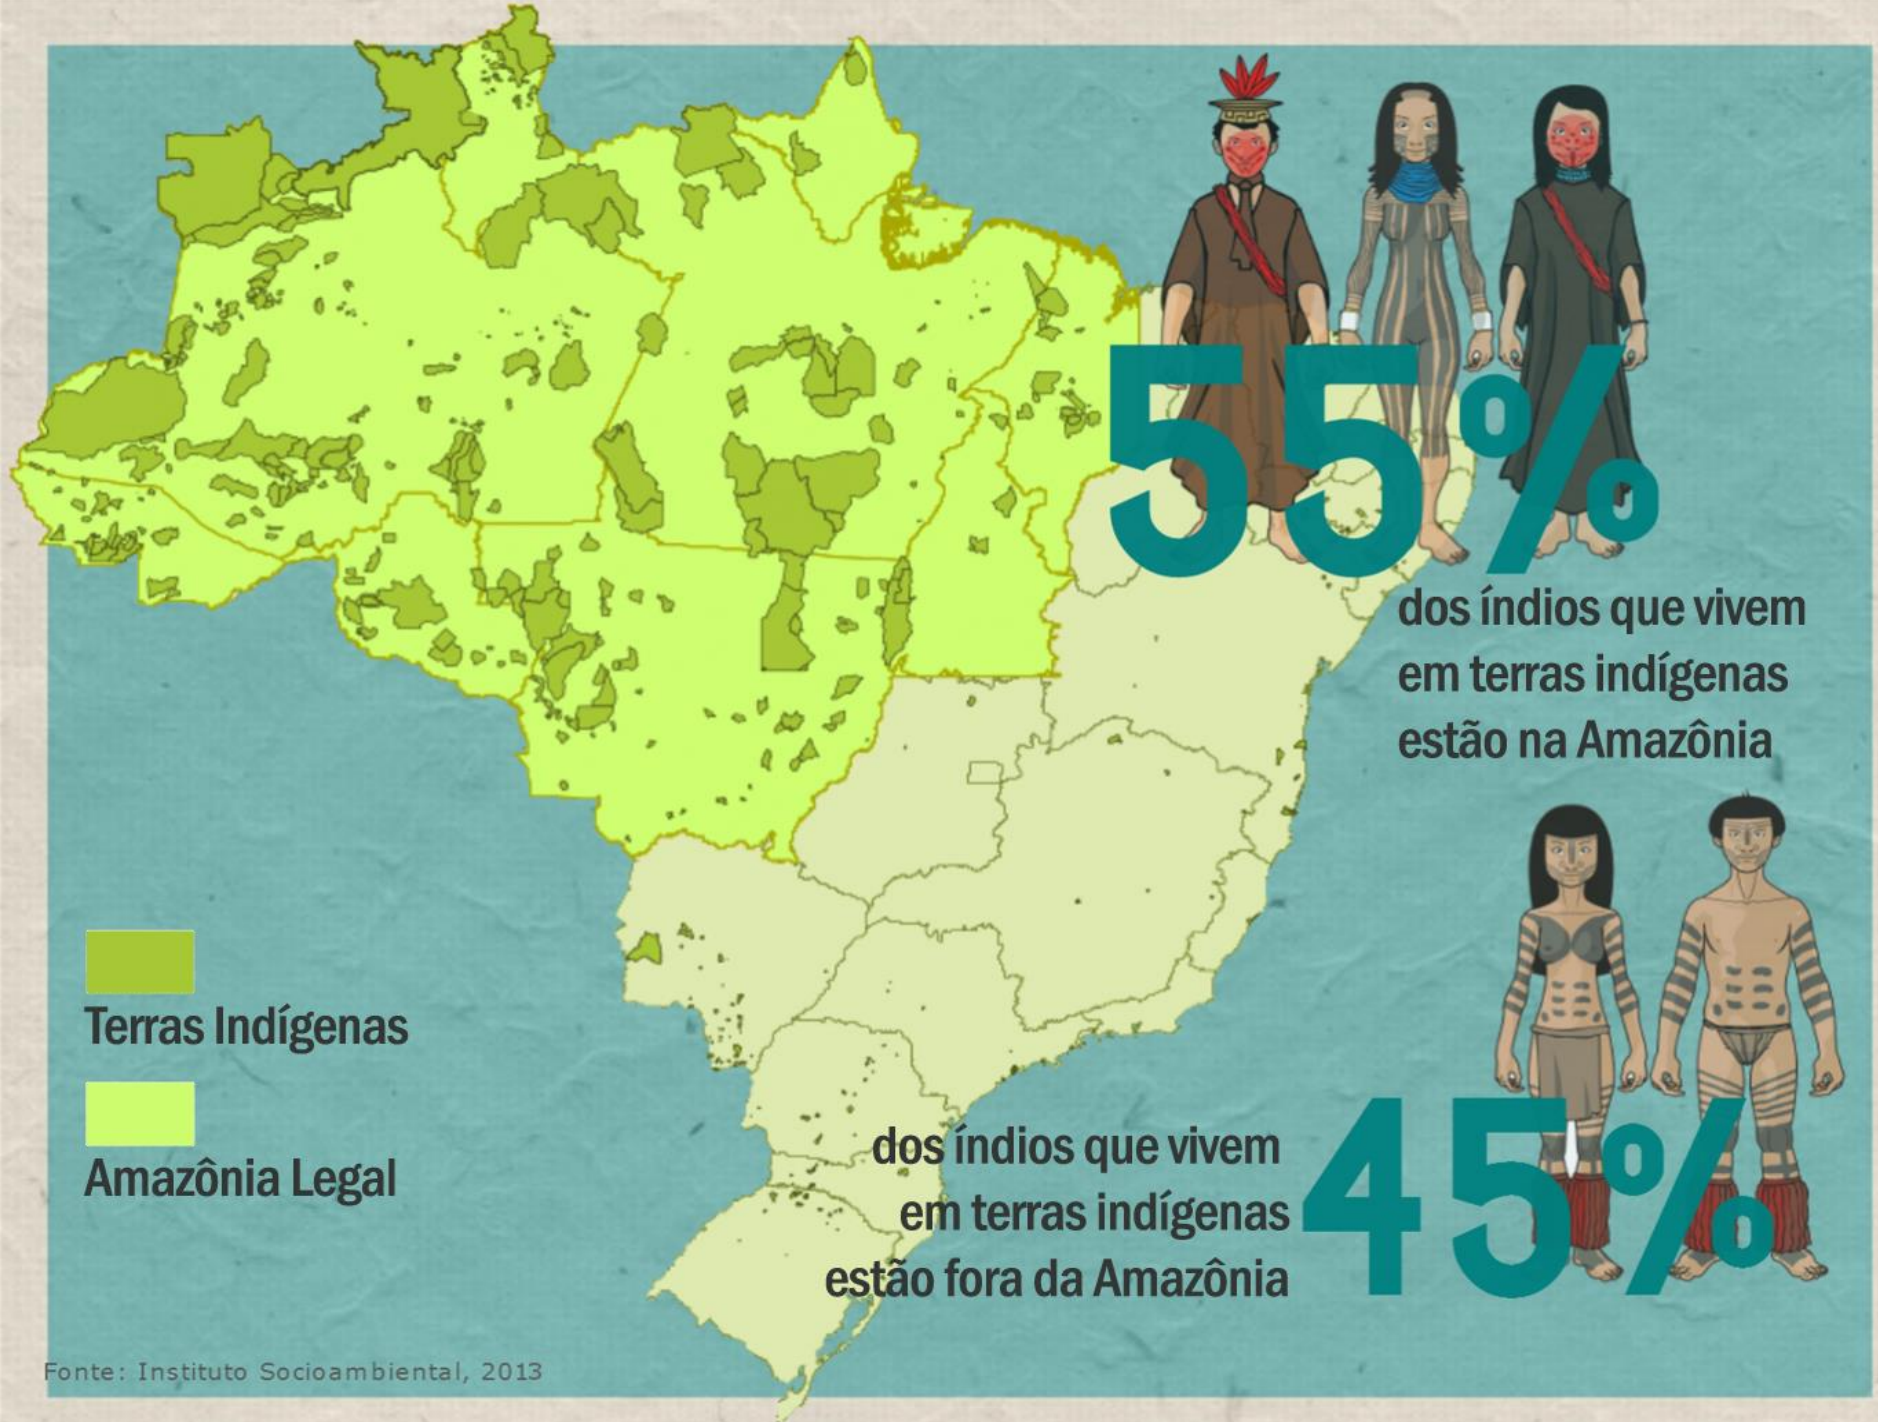 55%
dos índios que vivem
em terras indígenas
estão na Amazônia
Terras Indígenas
Amazônia Legal
dos índios que vivem
em terras indígenas
estão fora da Amazônia
45%
Fonte: Instituto Socioambiental, 2013